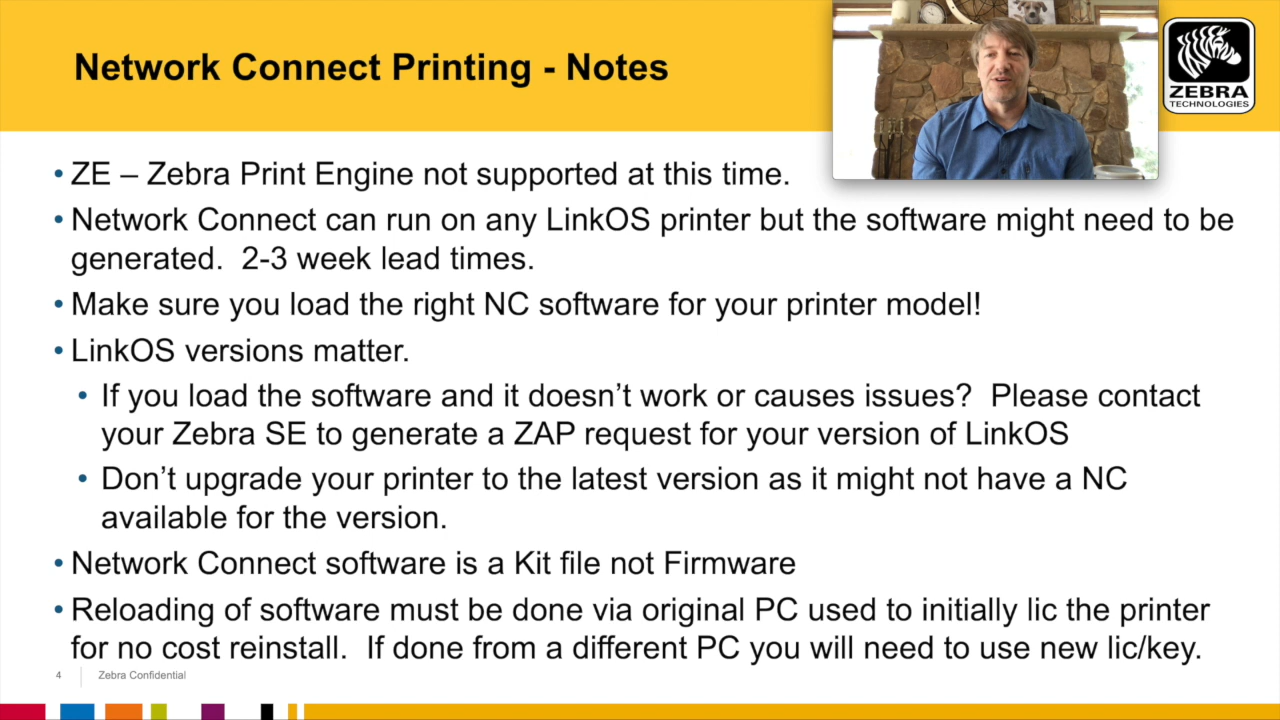 Network Connect Printing - Notes
ZEBRA
TECHNOLOGIES
• ZE – Zebra Print Engine not supported at this time.
• Network Connect can run on any LinkOS printer but the software might need to be
generated.  2-3 week lead times.
• Make sure you load the right NC software for your printer model!
• LinkOS versions matter.
• If you load the software and it doesn’t work or causes issues?  Please contact
your Zebra SE to generate a ZAP request for your version of LinkOS
• Don’t upgrade your printer to the latest version as it might not have a NC
available for the version.
• Network Connect software is a Kit file not Firmware
• Reloading of software must be done via original PC used to initially lic the printer
for no cost reinstall.  If done from a different PC you will need to use new lic/key.
4 Zebra Confidential